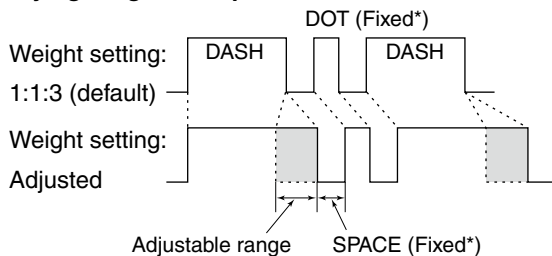 DOT (Fixed*)
Weight setting:
DASH
DASH
1:1:3 (default)
Weight setting:
Adjusted
Adjustable range
SPACE (Fixed*)